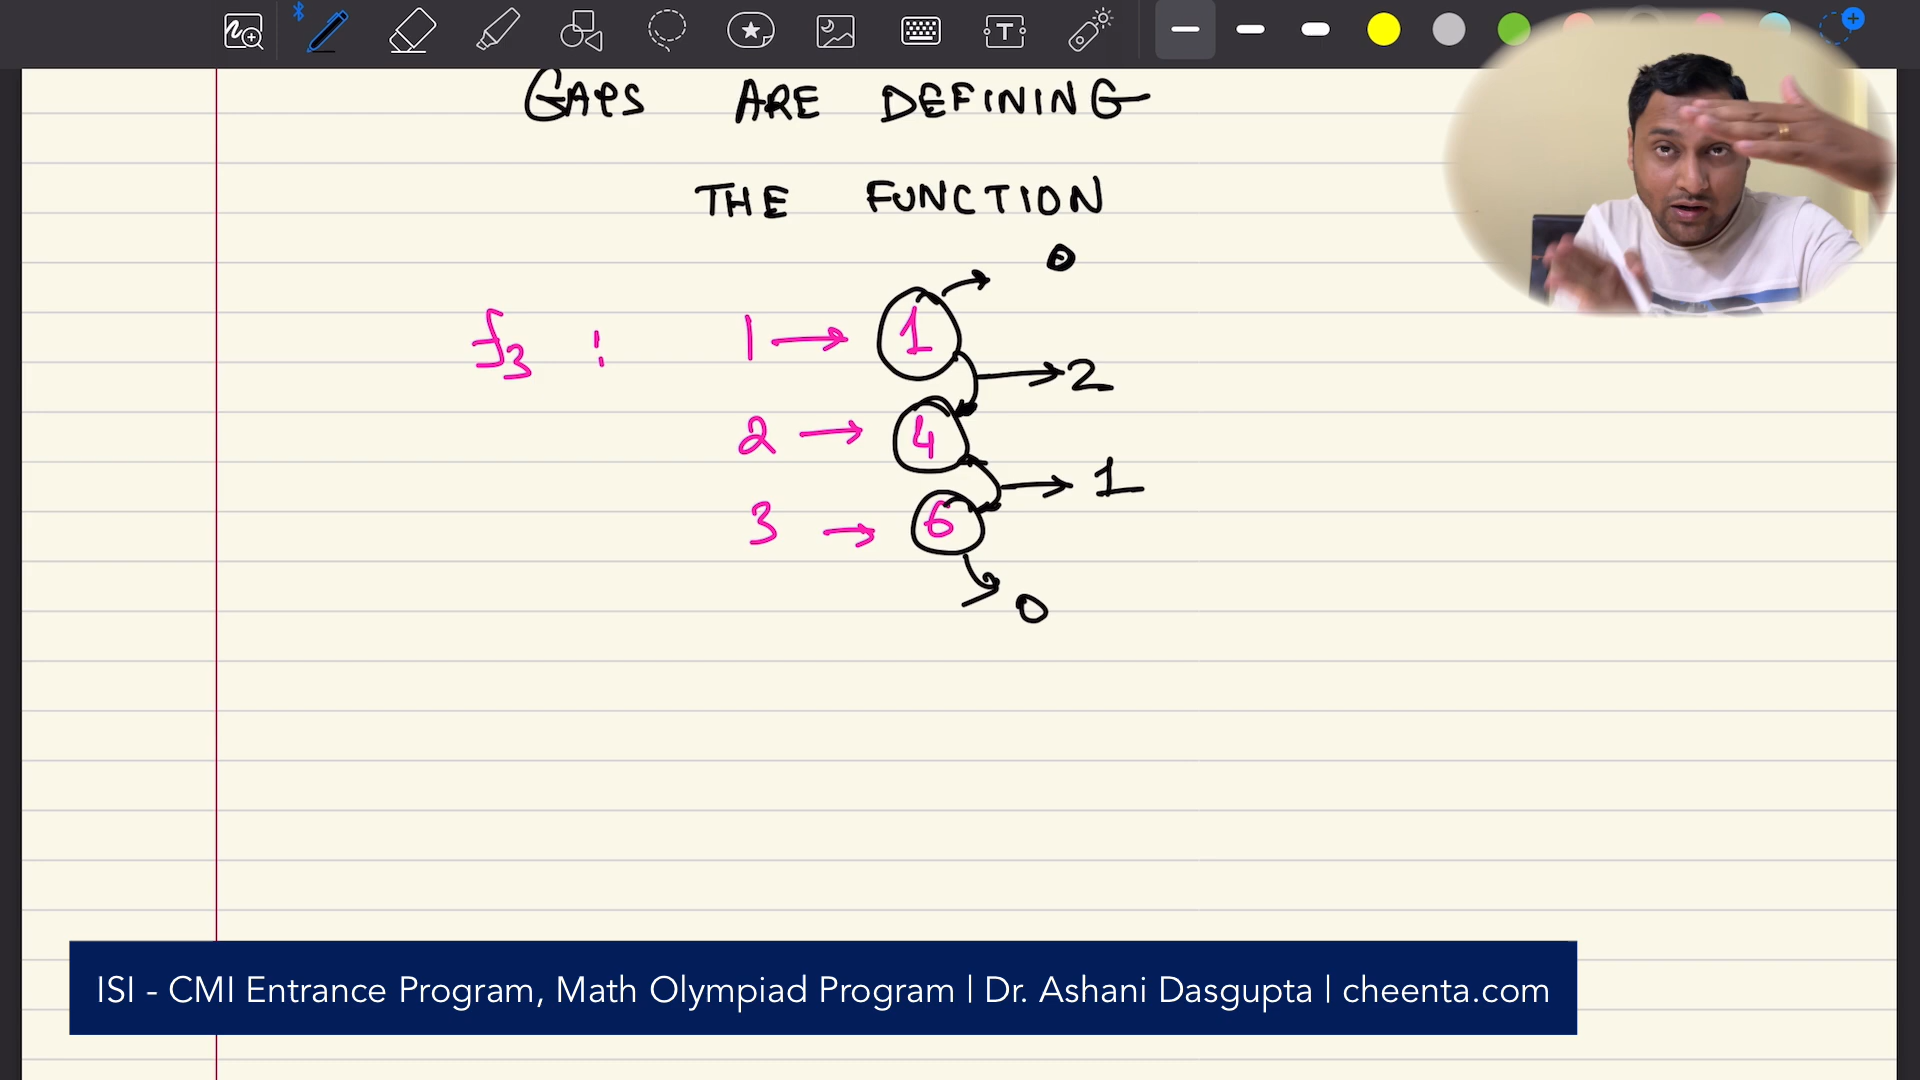 GAPS ARE DEFINING
THE FUNCTION
0
f3 : 1 → 1
2
2 → 4
1
3 → 6
0
ISI - CMI Entrance Program, Math Olympiad Program | Dr. Ashani Dasgupta | cheenta.com